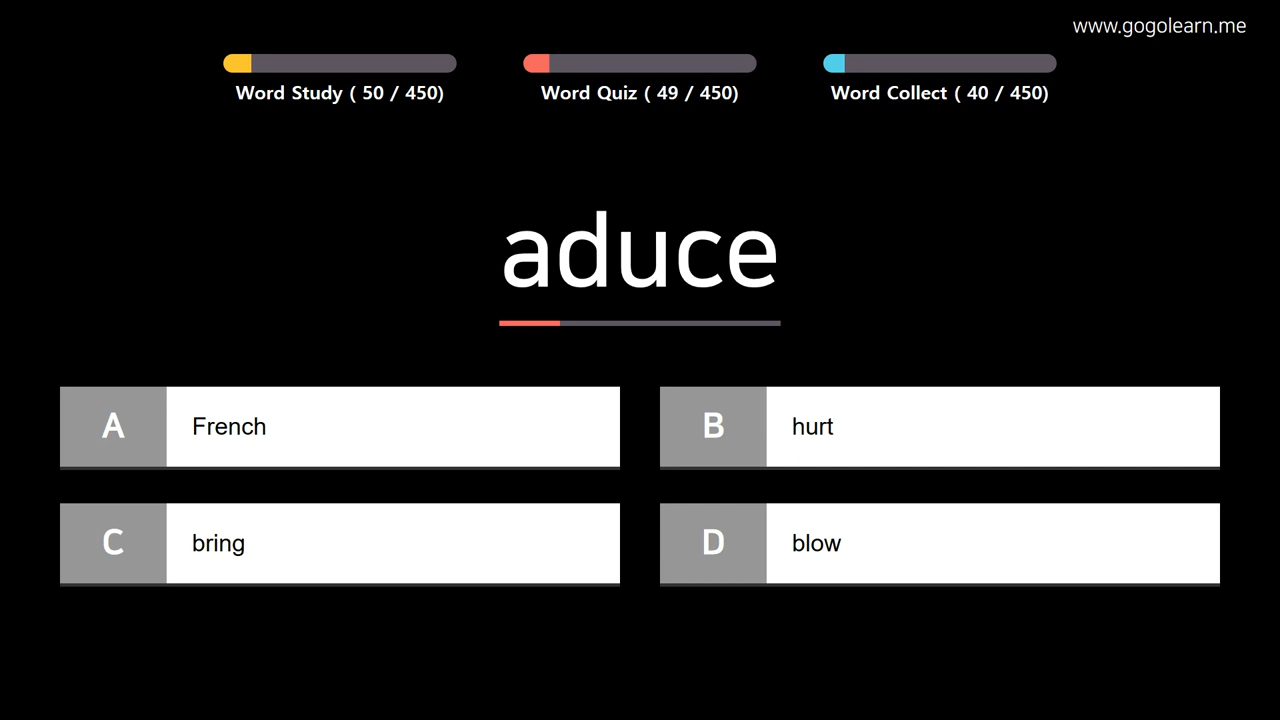 www.gogolearn.me
Word Study ( 50 / 450)
Word Quiz ( 49 / 450)
Word Collect ( 40 / 450)
aduce
A French
B hurt
C bring
D blow